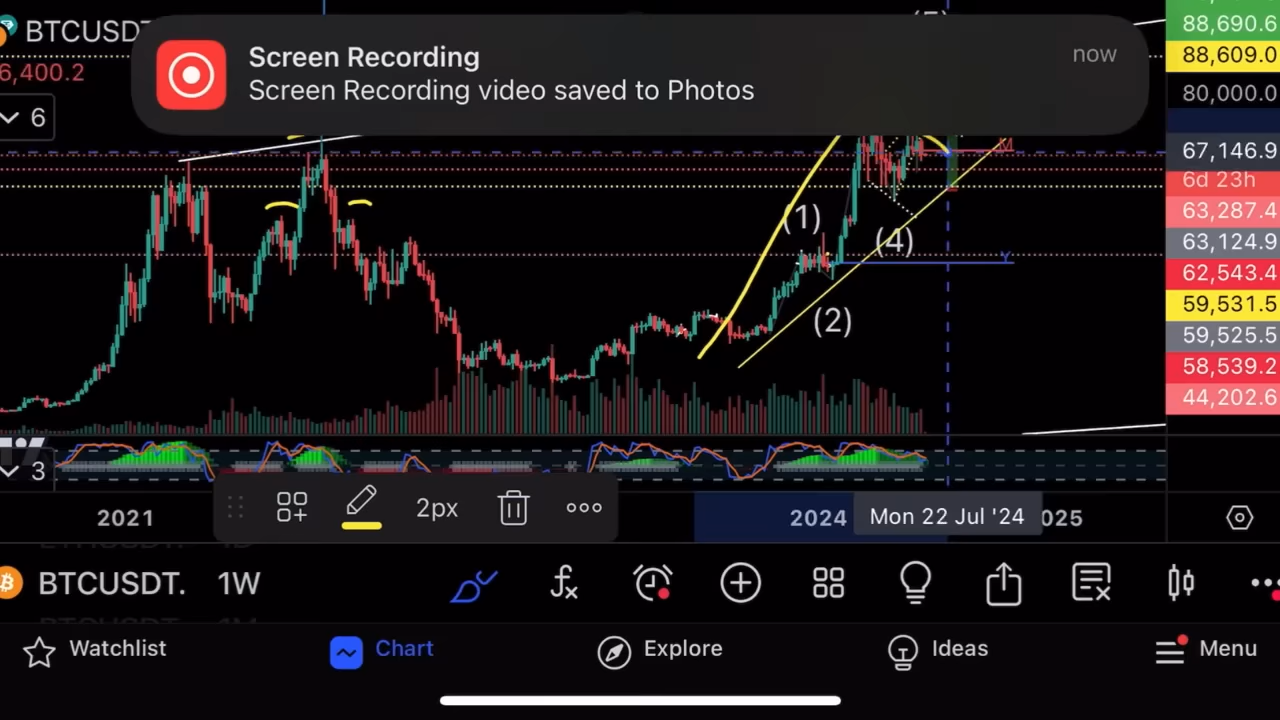 BTCUSDT
Screen Recording
now
Screen Recording video saved to Photos
6,400.2
6
88,690.6
88,609.0
80,000.0
67,146.9
6d 23h
63,287.4
63,124.9
62,543.4
59,531.5
59,525.5
58,539.2
44,202.6
M
(1)
(4)
Y
(2)
3
2px
2021
2024
Mon 22 Jul '24
025
BTCUSDT. 1W
Watchlist
Chart
Explore
Ideas
Menu